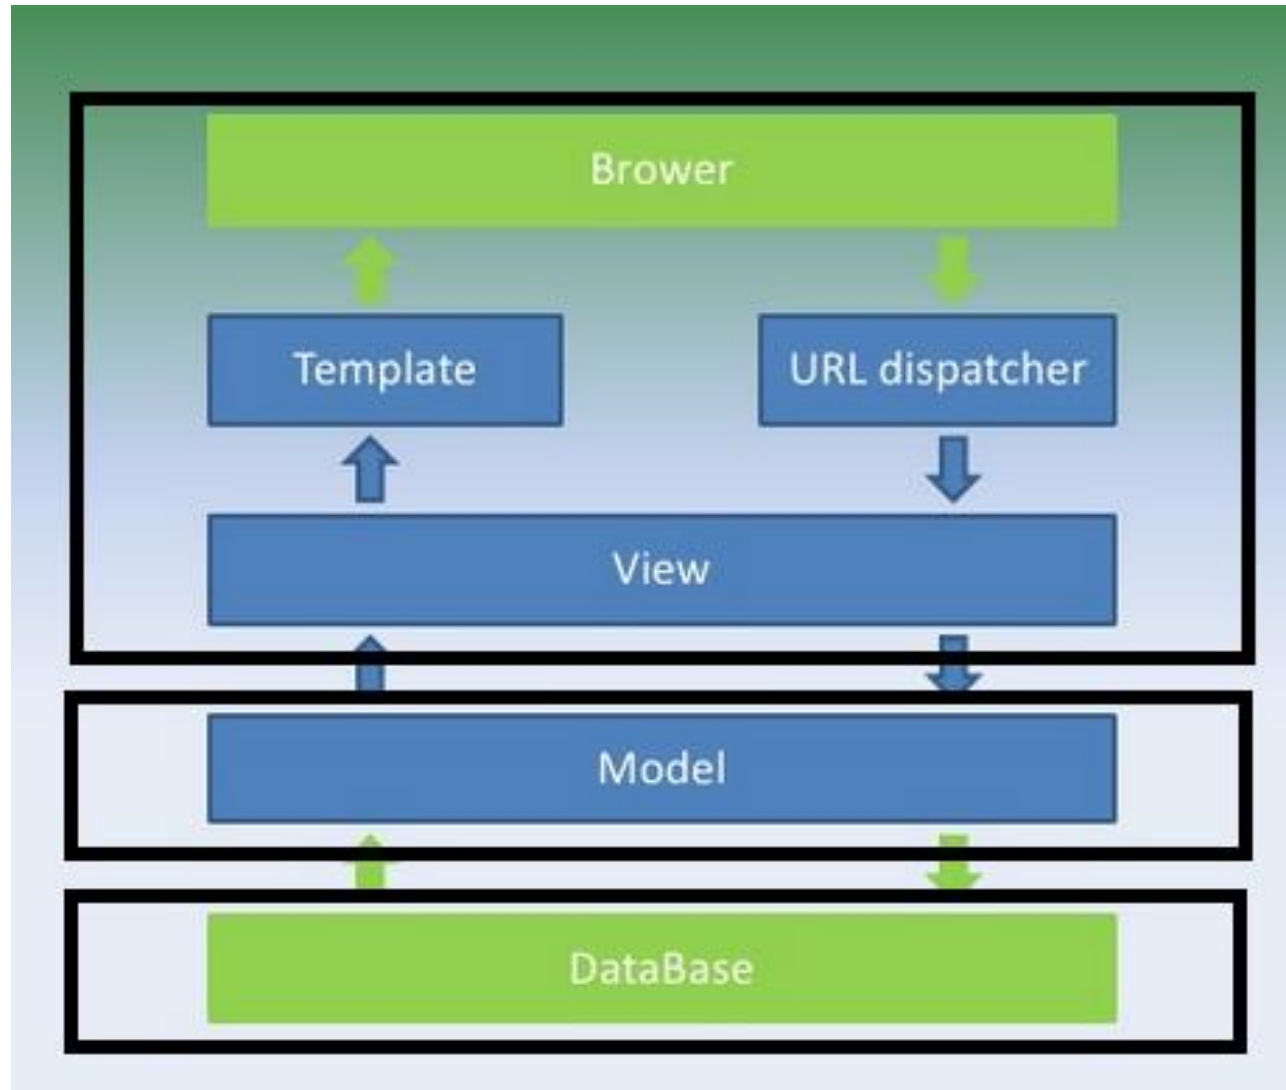 Brower
Template
URL dispatcher
View
Model
DataBase